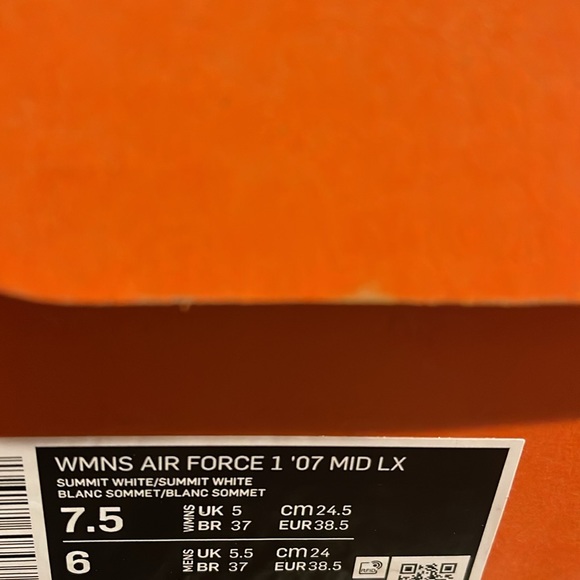 WMNS AIR FORCE 1 '07 MID LX
SUMMIT WHITE/SUMMIT WHITE
BLANC SOMMET/BLANC SOMMET
7.5 WMNS UK 5 cm 24.5
BR 37 EUR 38.5
6 MENS UK 5.5 cm 24
BR 37 EUR 38.5
RFID